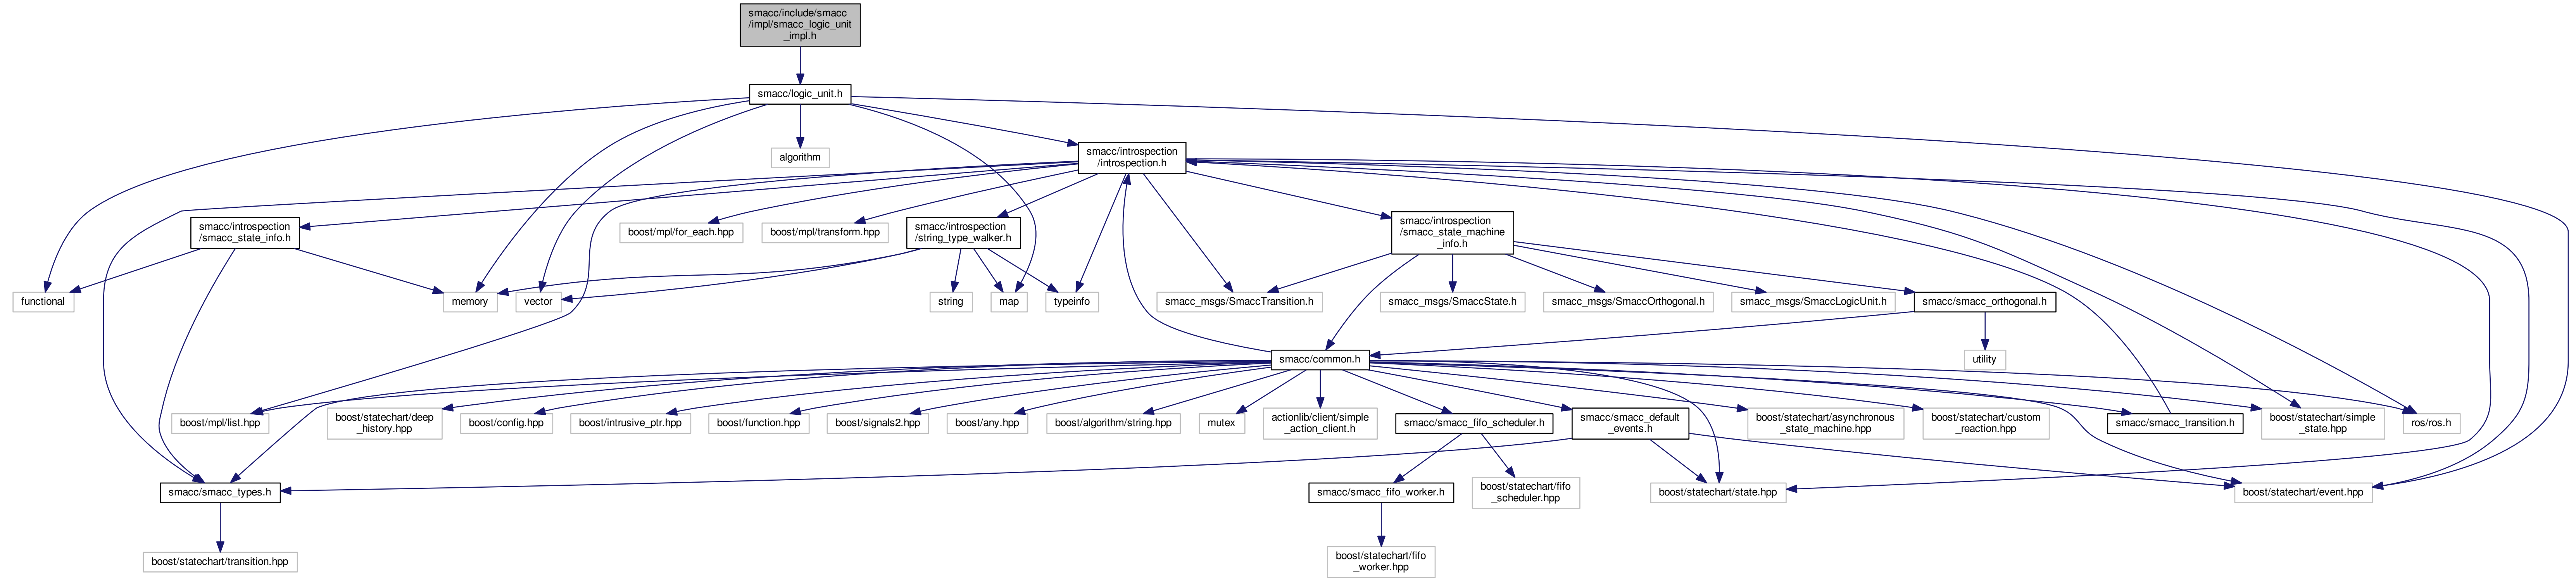 smacc/include/smacc
/impl/smacc_logic_unit
_impl.h
smacc/logic_unit.h
algorithm
smacc/introspection
/introspection.h
smacc/introspection
/smacc_state_info.h
boost/mpl/for_each.hpp
boost/mpl/transform.hpp
smacc/introspection
/string_type_walker.h
smacc/introspection
/smacc_state_machine
_info.h
functional
memory
vector
string
map
typeinfo
smacc_msgs/SmaccTransition.h
smacc_msgs/SmaccState.h
smacc_msgs/SmaccOrthogonal.h
smacc_msgs/SmaccLogicUnit.h
smacc/smacc_orthogonal.h
smacc/common.h
utility
boost/mpl/list.hpp
boost/statechart/deep
_history.hpp
boost/config.hpp
boost/intrusive_ptr.hpp
boost/function.hpp
boost/signals2.hpp
boost/any.hpp
boost/algorithm/string.hpp
mutex
actionlib/client/simple
_action_client.h
smacc/smacc_fifo_scheduler.h
smacc/smacc_default
_events.h
boost/statechart/asynchronous
_state_machine.hpp
boost/statechart/custom
_reaction.hpp
smacc/smacc_transition.h
boost/statechart/simple
_state.hpp
ros/ros.h
smacc/smacc_types.h
smacc/smacc_fifo_worker.h
boost/statechart/fifo
_scheduler.hpp
boost/statechart/state.hpp
boost/statechart/event.hpp
boost/statechart/transition.hpp
boost/statechart/fifo
_worker.hpp